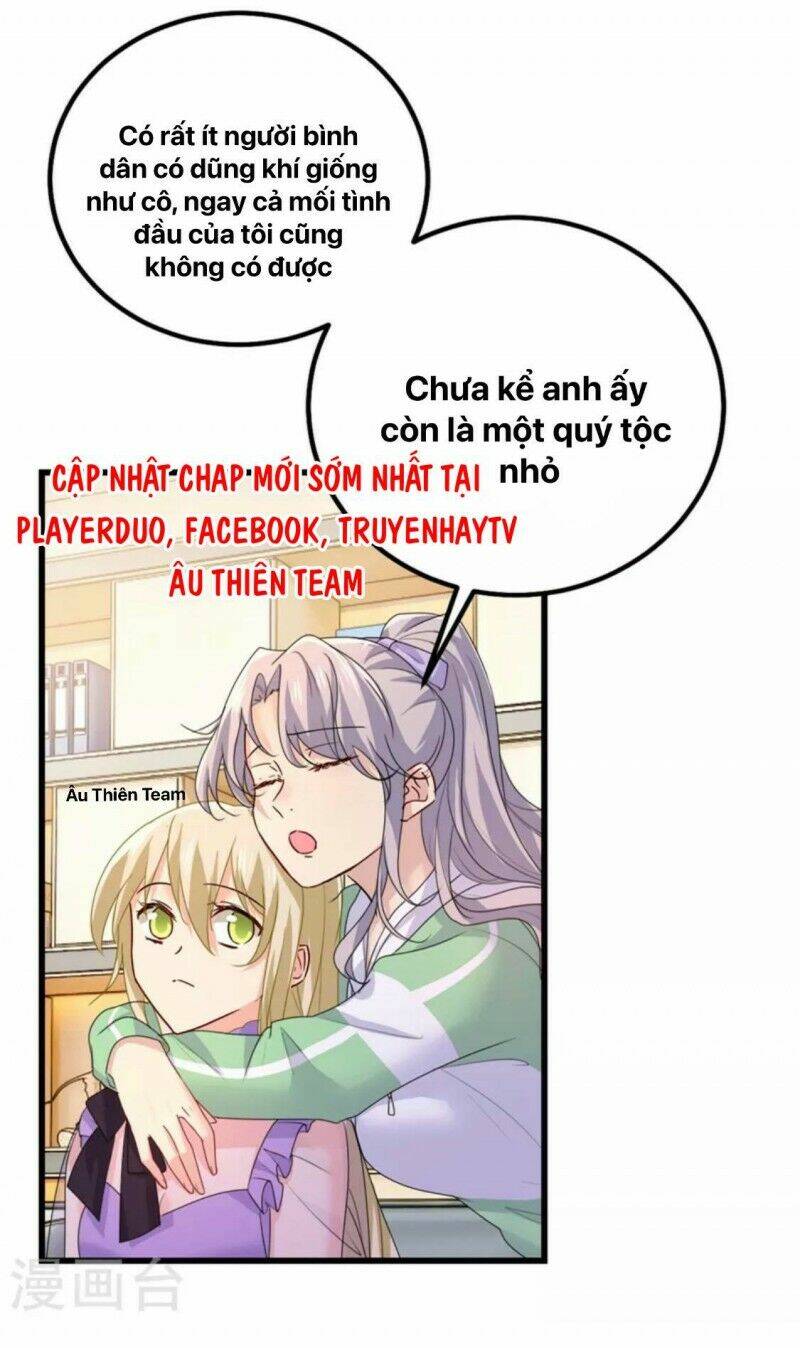 Có rất ít người bình
dân có dũng khí giống
như cô, ngay cả mối tình
đầu của tôi cũng
không có được
Chưa kể anh ấy
còn là một quý tộc
nhỏ
CẬP NHẬT CHAP MỚI SỚM NHẤT TẠI
PLAYERDUO, FACEBOOK, TRUYENHAYTV
ÂU THIÊN TEAM
Âu Thiên Team
漫画台